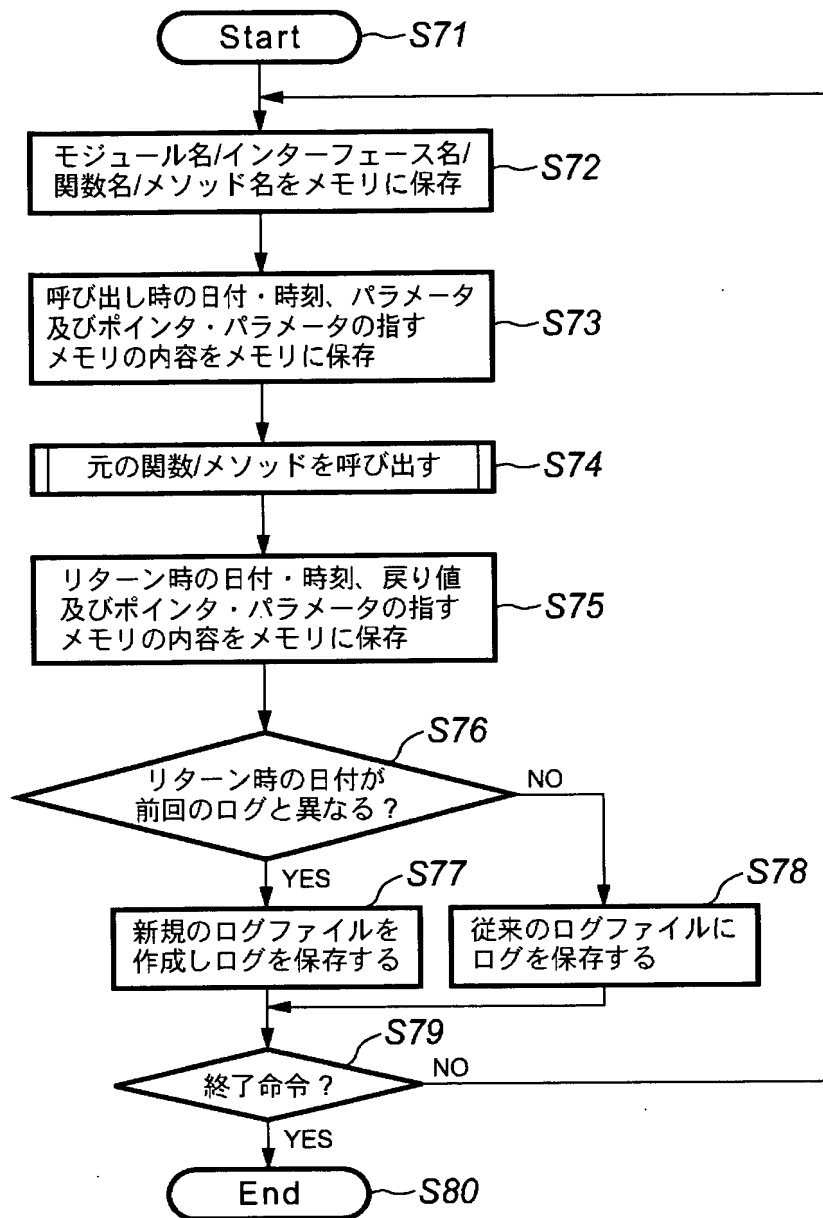 Start
S71
モジュール名/インターフェース名/
関数名/メソッド名をメモリに保存
S72
呼び出し時の日付・時刻、パラメータ
及びポインタ・パラメータの指す
メモリの内容をメモリに保存
S73
元の関数/メソッドを呼び出す
S74
リターン時の日付・時刻、戻り値
及びポインタ・パラメータの指す
メモリの内容をメモリに保存
S75
S76
リターン時の日付が
前回のログと異なる?
NO
YES
S77
新規のログファイルを
作成しログを保存する
S78
従来のログファイルに
ログを保存する
S79
終了命令?
NO
YES
End
S80